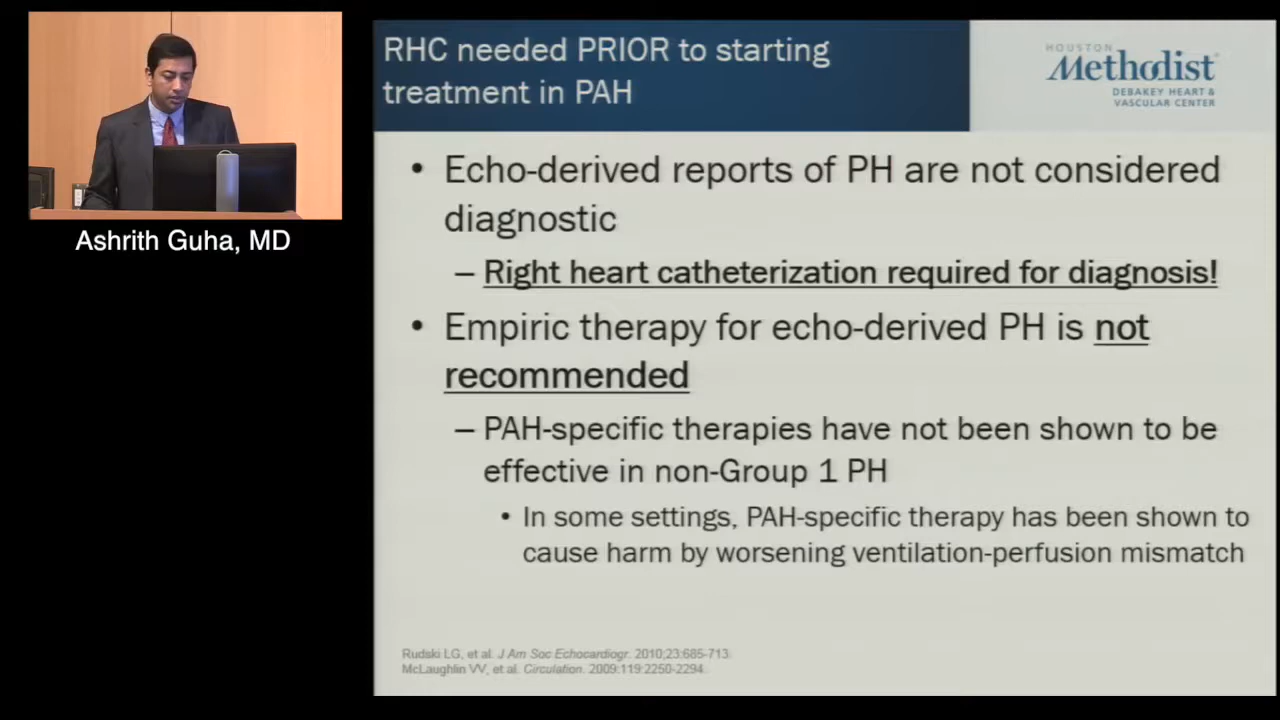 RHC needed PRIOR to starting
treatment in PAH
HOUSTON
Methodist
DEBAKEY HEART &
VASCULAR CENTER
Ashrith Guha, MD
• Echo-derived reports of PH are not considered
diagnostic
– Right heart catheterization required for diagnosis!
• Empiric therapy for echo-derived PH is not
recommended
– PAH-specific therapies have not been shown to be
effective in non-Group 1 PH
• In some settings, PAH-specific therapy has been shown to
cause harm by worsening ventilation-perfusion mismatch
Rudski LG, et al. J Am Soc Echocardiogr. 2010;23:685-713.
McLaughlin VV, et al. Circulation. 2009:119:2250-2294.